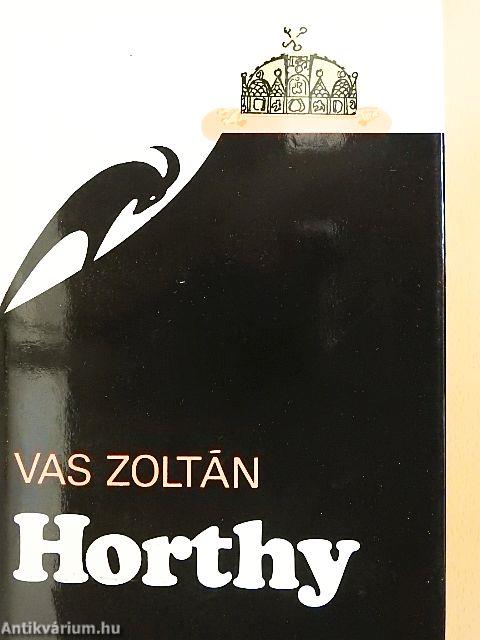 VAS ZOLTÁN
Horthy
Antikvárium.hu